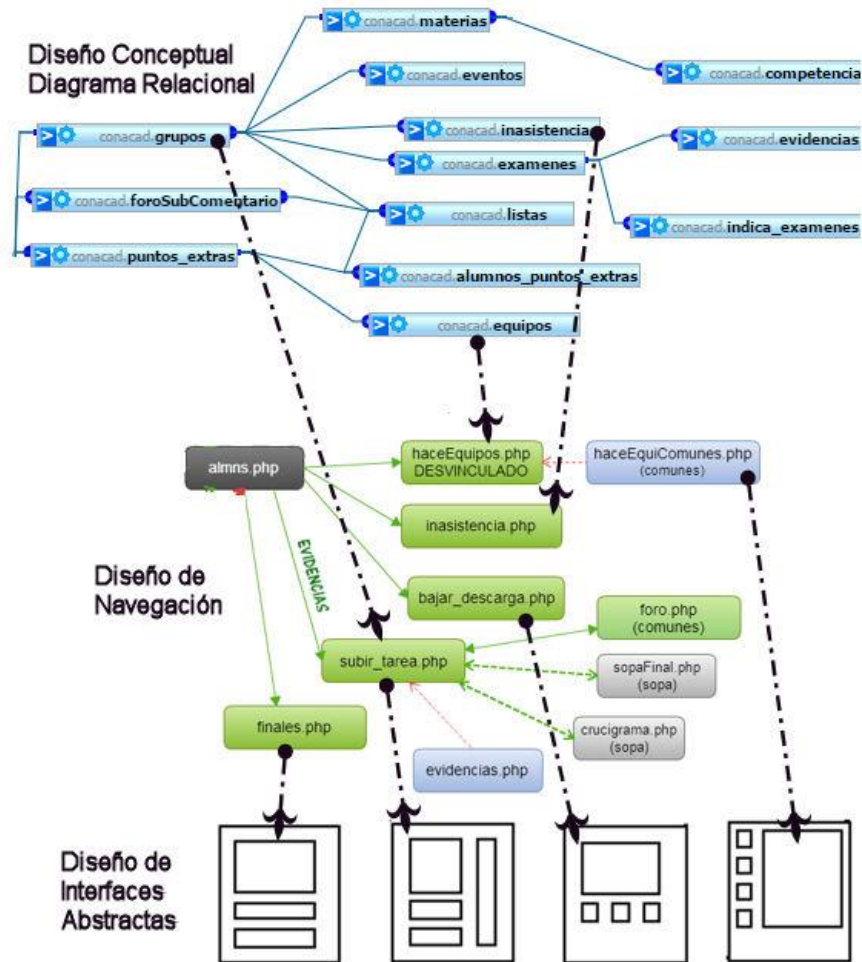 Diseño Conceptual
Diagrama Relacional
conacad.materias
conacad.eventos
conacad.competencia
conacad.grupos
conacad.inasistencia
conacad.examenes
conacad.evidencias
conacad.foroSubComentario
conacad.listas
conacad.indica_examenes
conacad.puntos_extras
conacad.alumnos_puntos_extras
conacad.equipos
almns.php
haceEquipos.php
DESVINCULADO
haceEquiComunes.php
(comunes)
inasistencia.php
EVIDENCIAS
Diseño de
Navegación
bajar_descarga.php
foro.php
(comunes)
subir_tarea.php
sopaFinal.php
(sopa)
finales.php
crucigrama.php
(sopa)
evidencias.php
Diseño de
Interfaces
Abstractas